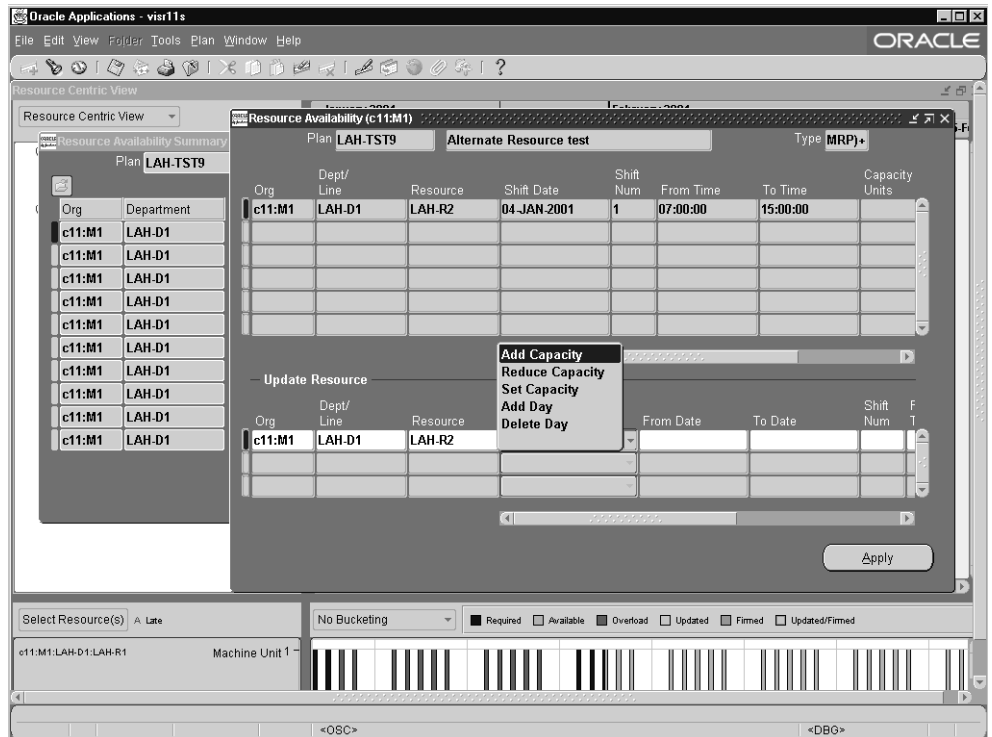 Oracle Applications - visr11s
File Edit View Folder Tools Plan Window Help
ORACLE
Resource Centric View
Resource Centric View
Resource Availability (c11:M1)
Resource Availability Summary
Plan LAH-TST9 Alternate Resource test Type MRP)+
Plan LAH-TST9
Org Dept/ Line Resource Shift Date Shift Num From Time To Time Capacity Units
c11:M1 LAH-D1 LAH-R2 04-JAN-2001 1 07:00:00 15:00:00
Org Department
c11:M1 LAH-D1
c11:M1 LAH-D1
c11:M1 LAH-D1
c11:M1 LAH-D1
c11:M1 LAH-D1
c11:M1 LAH-D1
c11:M1 LAH-D1
c11:M1 LAH-D1
c11:M1 LAH-D1
c11:M1 LAH-D1
Add Capacity
Reduce Capacity
Set Capacity
Add Day
Delete Day
Update Resource
Org Dept/ Line Resource From Date To Date Shift Num F T
c11:M1 LAH-D1 LAH-R2
Apply
Select Resource(s) A Late No Bucketing Required Available Overload Updated Firmed Updated/Firmed
c11:M1:LAH-D1:LAH-R1 Machine Unit 1
<OSC> <DBG>